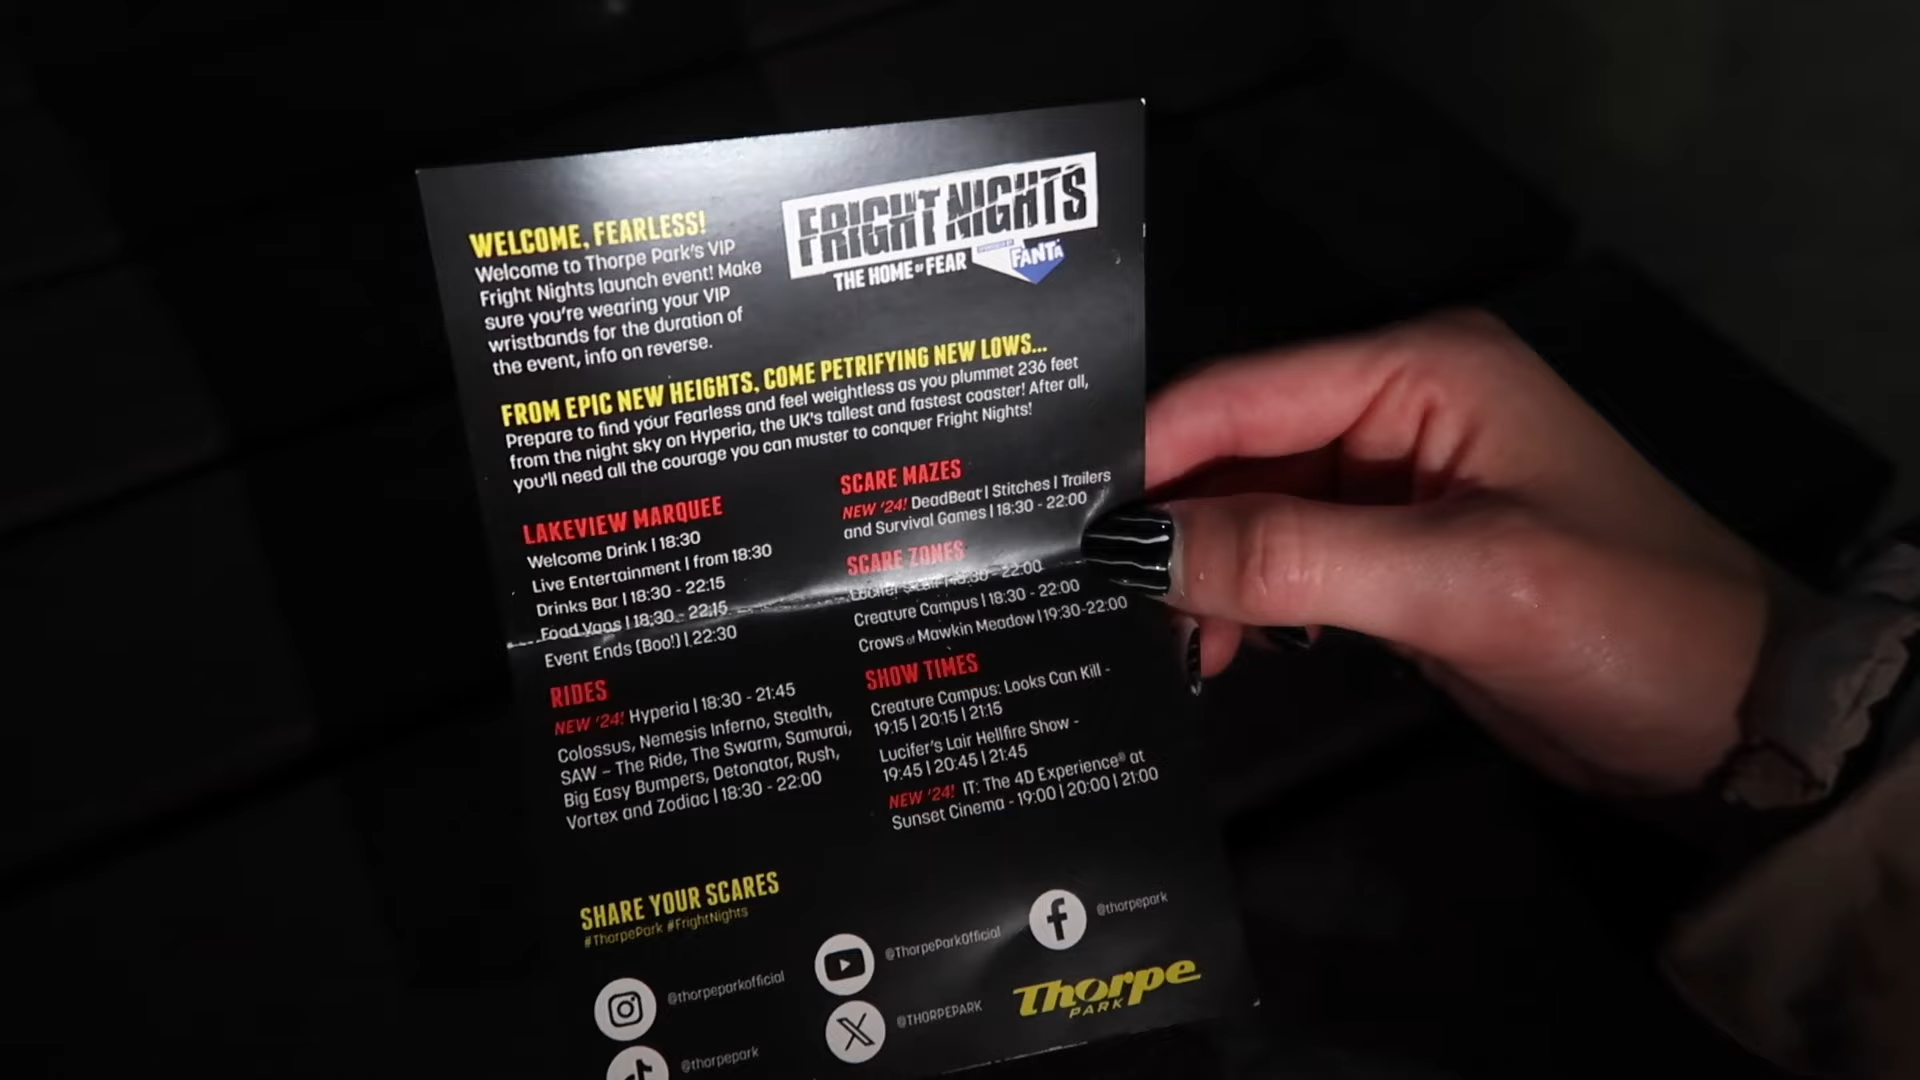 WELCOME, FEARLESS!
Welcome to Thorpe Park's VIP
Fright Nights launch event! Make
sure you're wearing your VIP
wristbands for the duration of
the event, info on reverse.
FRIGHT NIGHTS
THE HOME OF FEAR
FANTA
FROM EPIC NEW HEIGHTS, COME PETRIFYING NEW LOWS...
Prepare to find your Fearless and feel weightless as you plummet 236 feet
from the night sky on Hyperia, the UK's tallest and fastest coaster! After all,
you'll need all the courage you can muster to conquer Fright Nights!
LAKEVIEW MARQUEE
Welcome Drink | 18:30
Live Entertainment | from 18:30
Drinks Bar | 18:30 - 22:15
Food Vans | 18:30 - 22:15
Event Ends (Boo!) | 22:30
RIDES
NEW '24! Hyperia | 18:30 - 21:45
Colossus, Nemesis Inferno, Stealth,
SAW – The Ride, The Swarm, Samurai,
Big Easy Bumpers, Detonator, Rush,
Vortex and Zodiac | 18:30 - 22:00
SCARE MAZES
NEW '24! DeadBeat | Stitches | Trailers
and Survival Games | 18:30 - 22:00
SCARE ZONES
Lucifer's Lair | 18:30 - 22:00
Creature Campus | 18:30 - 22:00
Crows of Mawkin Meadow | 19:30-22:00
SHOW TIMES
Creature Campus: Looks Can Kill -
19:15 | 20:15 | 21:15
Lucifer's Lair Hellfire Show -
19:45 | 20:45 | 21:45
NEW '24! IT: The 4D Experience® at
Sunset Cinema - 19:00 | 20:00 | 21:00
SHARE YOUR SCARES
#ThorpePark #FrightNights
@thorpeparkofficial
@ThorpeParkOfficial
@thorpepark
@thorpepark
@THORPEPARK
Thorpe
PARK